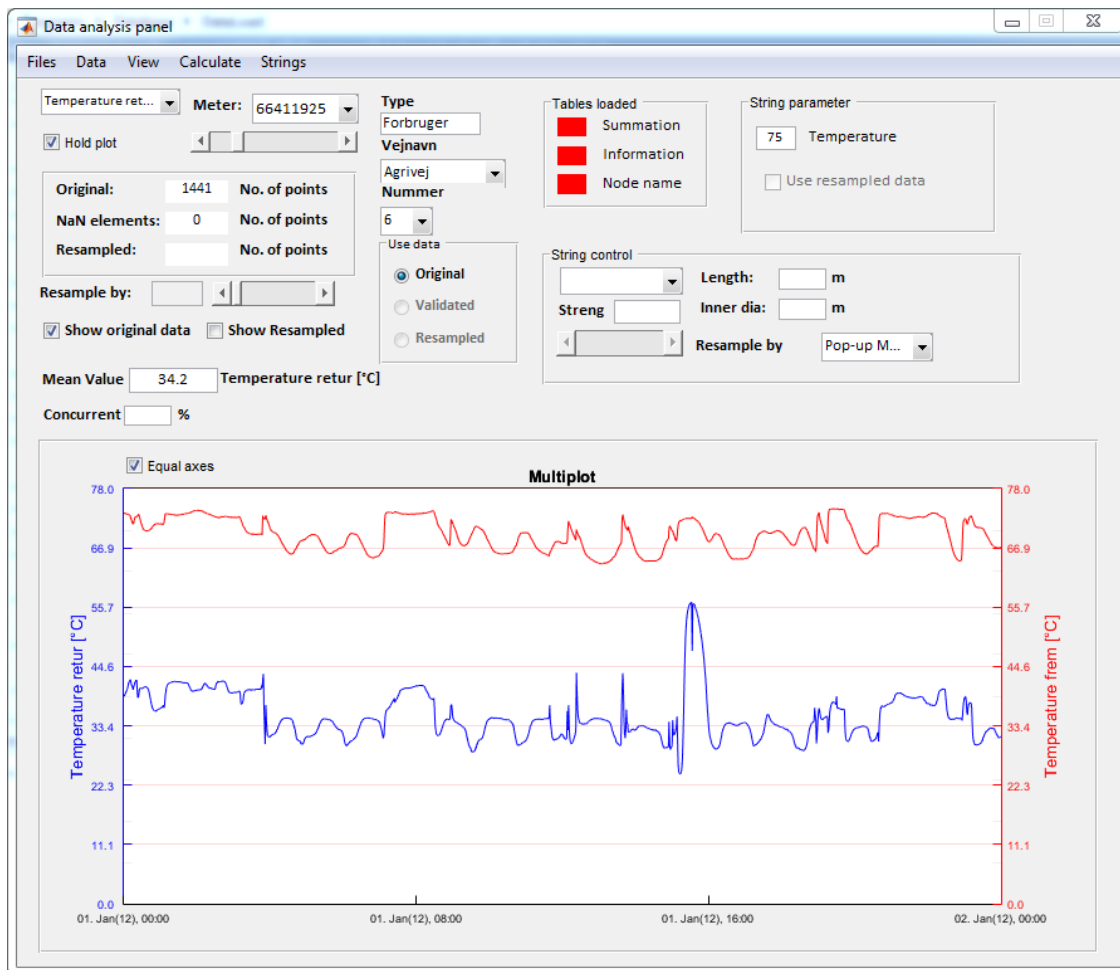 Data analysis panel
Files Data View Calculate Strings
Temperature ret... Meter: 66411925
Hold plot
Type
Forbruger
Vejnavn
Agrivej
Nummer
6
Tables loaded
Summation
Information
Node name
String parameter
75 Temperature
Use resampled data
Original: 1441 No. of points
NaN elements: 0 No. of points
Resampled: No. of points
Resample by:
Show original data Show Resampled
Use data
Original
Validated
Resampled
String control
Length: m
Streng Inner dia: m
Resample by Pop-up M...
Mean Value 34.2 Temperature retur [°C]
Concurrent %
Equal axes
Multiplot
78.0 78.0
66.9 66.9
55.7 55.7
44.6 44.6
33.4 33.4
22.3 22.3
11.1 11.1
0.0 0.0
Temperature retur [°C]
Temperature frem [°C]
01. Jan(12), 00:00 01. Jan(12), 08:00 01. Jan(12), 16:00 02. Jan(12), 00:00